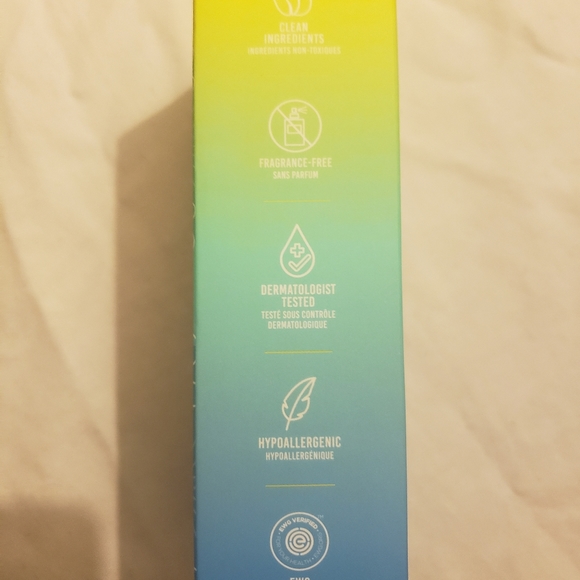 CLEAN
INGREDIENTS
INGRÉDIENTS NON-TOXIQUES
FRAGRANCE-FREE
SANS PARFUM
DERMATOLOGIST
TESTED
TESTÉ SOUS CONTRÔLE
DERMATOLOGIQUE
HYPOALLERGENIC
HYPOALLERGÉNIQUE
EWG VERIFIED
EWG